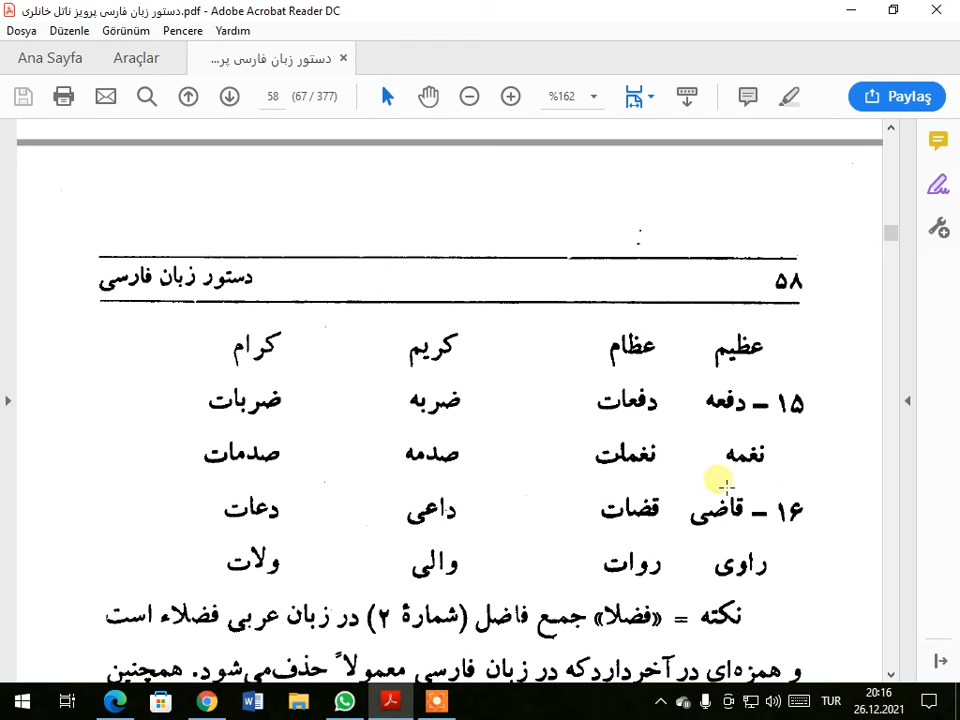 دستور زبان فارسی پرویز ناتل خانلری.pdf - Adobe Acrobat Reader DC
Dosya Düzenle Görünüm Pencere Yardım
Ana Sayfa Araçlar دستور زبان فارسی پر...
58 (67 / 377) %162 Paylaş
۵۸ دستور زبان فارسی
عظیم عظام کریم کرام
۱۵ – دفعه دفعات ضربه ضربات
نغمه نغمات صدمه صدمات
۱۶ – قاضی قضات داعی دعات
راوی روات والی ولات
نکته = «فضلا» جمع فاضل (شمارهٔ ۲) در زبان عربی فضلاء است
و همزه‌ای در آخر دارد که در زبان فارسی معمولاً حذف می‌شود. همچنین
TUR 20:16
26.12.2021